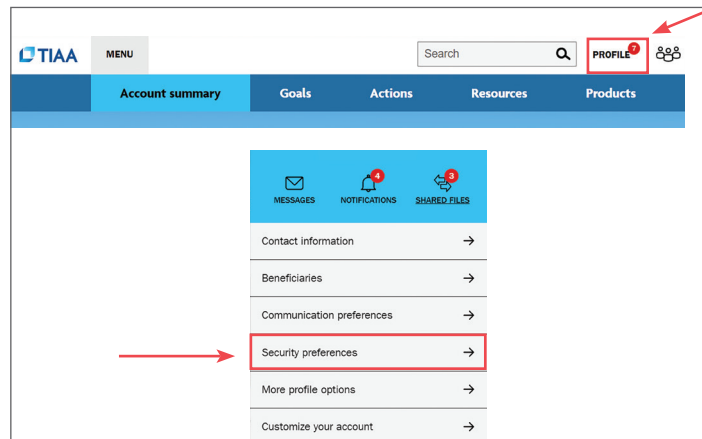 TIAA MENU Search PROFILE 7
Account summary Goals Actions Resources Products
4 3
MESSAGES NOTIFICATIONS SHARED FILES
Contact information
Beneficiaries
Communication preferences
Security preferences
More profile options
Customize your account